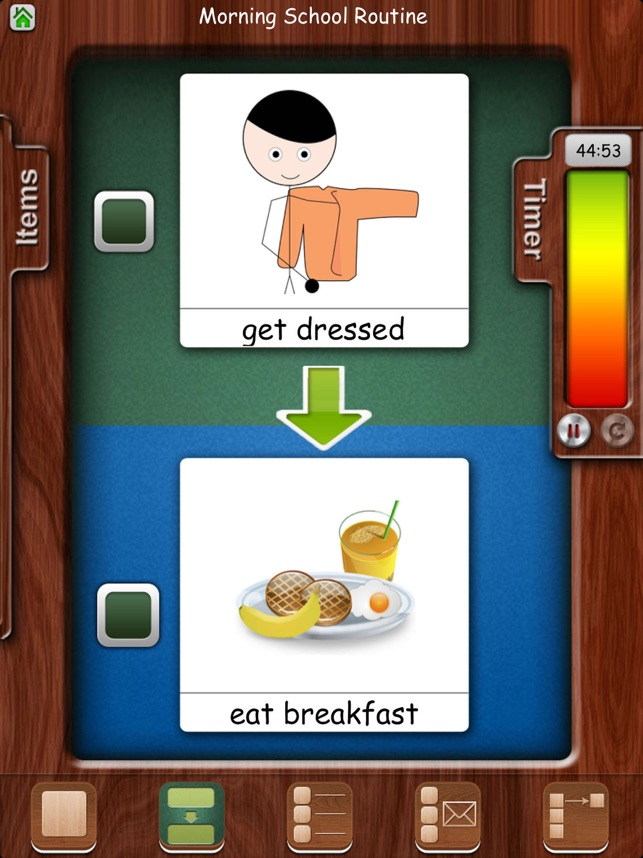 Morning School Routine
Items
44:53
Timer
get dressed
eat breakfast